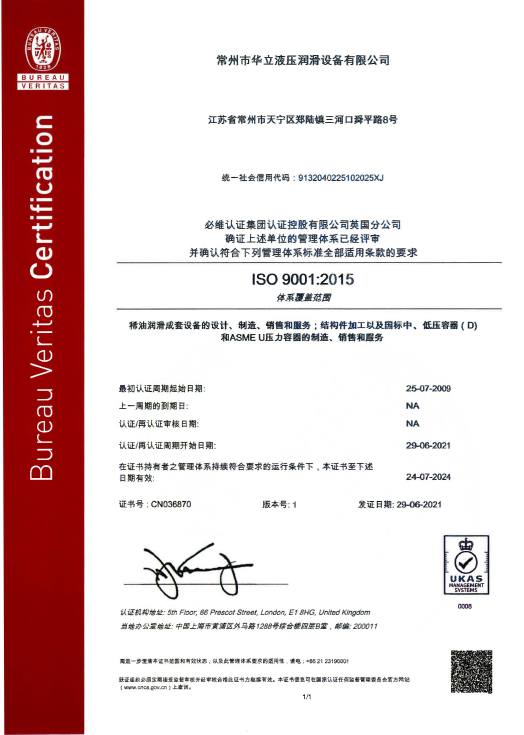 BUREAU VERITAS
1828
BUREAU
VERITAS
Bureau Veritas Certification
常州市华立液压润滑设备有限公司
江苏省常州市天宁区郑陆镇三河口舜平路8号
统一社会信用代码：9132040225102025XJ
必维认证集团认证控股有限公司英国分公司
确证上述单位的管理体系已经评审
并确认符合下列管理体系标准全部适用条款的要求
ISO 9001:2015
体系覆盖范围
稀油润滑成套设备的设计、制造、销售和服务；结构件加工以及国标中、低压容器（D）
和ASME U压力容器的制造、销售和服务
最初认证周期起始日期: 25-07-2009
上一周期的到期日: NA
认证/再认证审核日期: NA
认证/再认证周期开始日期: 29-06-2021
在证书持有者之管理体系持续符合要求的运行条件下，本证书至下述
日期有效: 24-07-2024
证书号：CN036870 版本号: 1 发证日期: 29-06-2021
UKAS
MANAGEMENT
SYSTEMS
0008
认证机构地址: 5th Floor, 66 Prescot Street, London, E1 8HG, United Kingdom
当地办公室地址: 中国上海市黄浦区外马路1288号综合楼四层B室，邮编: 200011
需进一步澄清本证书范围和有效状态，以及此管理体系要求的适用性，请电：+86 21 23190001
获证组织必须定期接受监督审核并经审核合格此证书方继续有效。本证书信息可在国家认证认可监督管理委员会官方网站
（www.cnca.gov.cn）上查询。
1/1